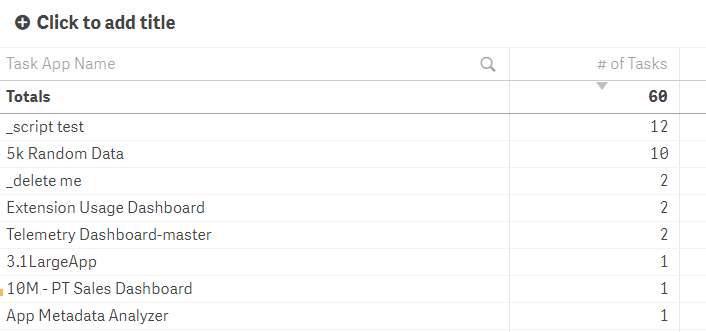 Click to add title
Task App Name # of Tasks
Totals 60
_script test 12
5k Random Data 10
_delete me 2
Extension Usage Dashboard 2
Telemetry Dashboard-master 2
3.1LargeApp 1
10M - PT Sales Dashboard 1
App Metadata Analyzer 1